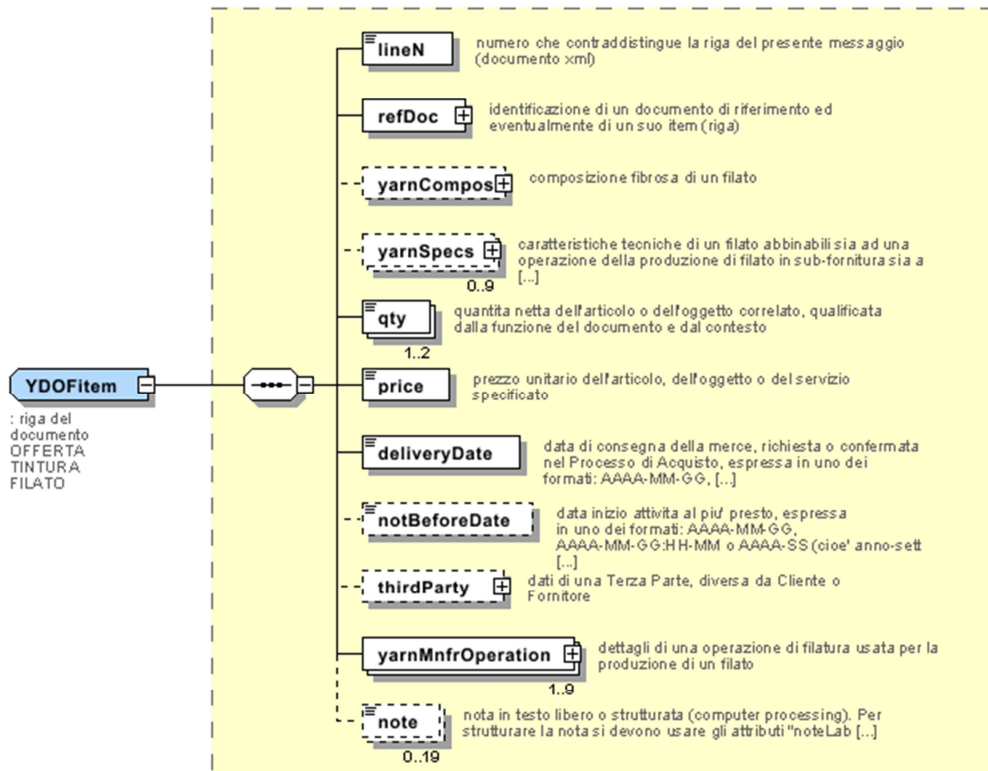 lineN
numero che contraddistingue la riga del presente messaggio
(documento xml)
refDoc
identificazione di un documento di riferimento ed
eventualmente di un suo item (riga)
yarnCompos
composizione fibrosa di un filato
yarnSpecs
caratteristiche tecniche di un filato abbinabili sia ad una
operazione della produzione di filato in sub-fornitura sia a
[...]
0..9
qty
quantita netta dell'articolo o dell'oggetto correlato, qualificata
dalla funzione del documento e dal contesto
1..2
YDOFitem
: riga del
documento
OFFERTA
TINTURA
FILATO
price
prezzo unitario dell'articolo, dell'oggetto o del servizio
specificato
deliveryDate
data di consegna della merce, richiesta o confermata
nel Processo di Acquisto, espressa in uno dei
formati: AAAA-MM-GG, [...]
notBeforeDate
data inizio attivita al piu' presto, espressa
in uno dei formati: AAAA-MM-GG,
AAAA-MM-GG:HH-MM o AAAA-SS (cioe' anno-sett
[...]
thirdParty
dati di una Terza Parte, diversa da Cliente o
Fornitore
yarnMnfrOperation
dettagli di una operazione di filatura usata per la
produzione di un filato
1..9
note
nota in testo libero o strutturata (computer processing). Per
strutturare la nota si devono usare gli attributi "noteLab [...]
0..19